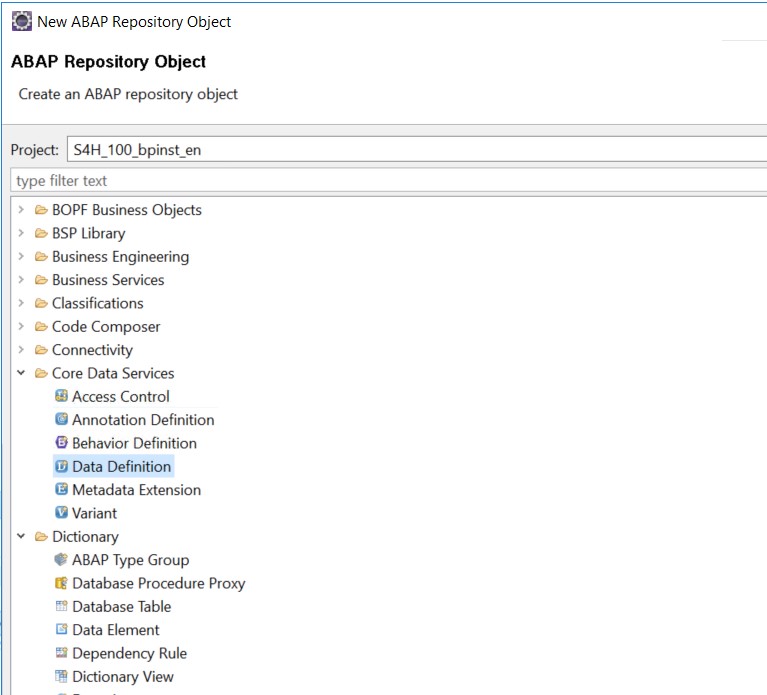 New ABAP Repository Object
ABAP Repository Object
Create an ABAP repository object
Project: S4H_100_bpinst_en
type filter text
BOPF Business Objects
BSP Library
Business Engineering
Business Services
Classifications
Code Composer
Connectivity
Core Data Services
Access Control
Annotation Definition
Behavior Definition
Data Definition
Metadata Extension
Variant
Dictionary
ABAP Type Group
Database Procedure Proxy
Database Table
Data Element
Dependency Rule
Dictionary View